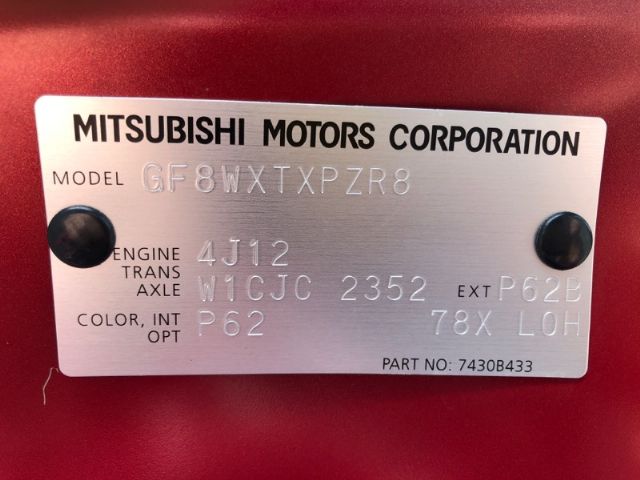 MITSUBISHI MOTORS CORPORATION
MODEL GF8WXTXPZR8
ENGINE 4J12
TRANS
AXLE W1CJC 2352 EXT P62B
COLOR, INT P62 78X L0H
OPT
PART NO: 7430B433